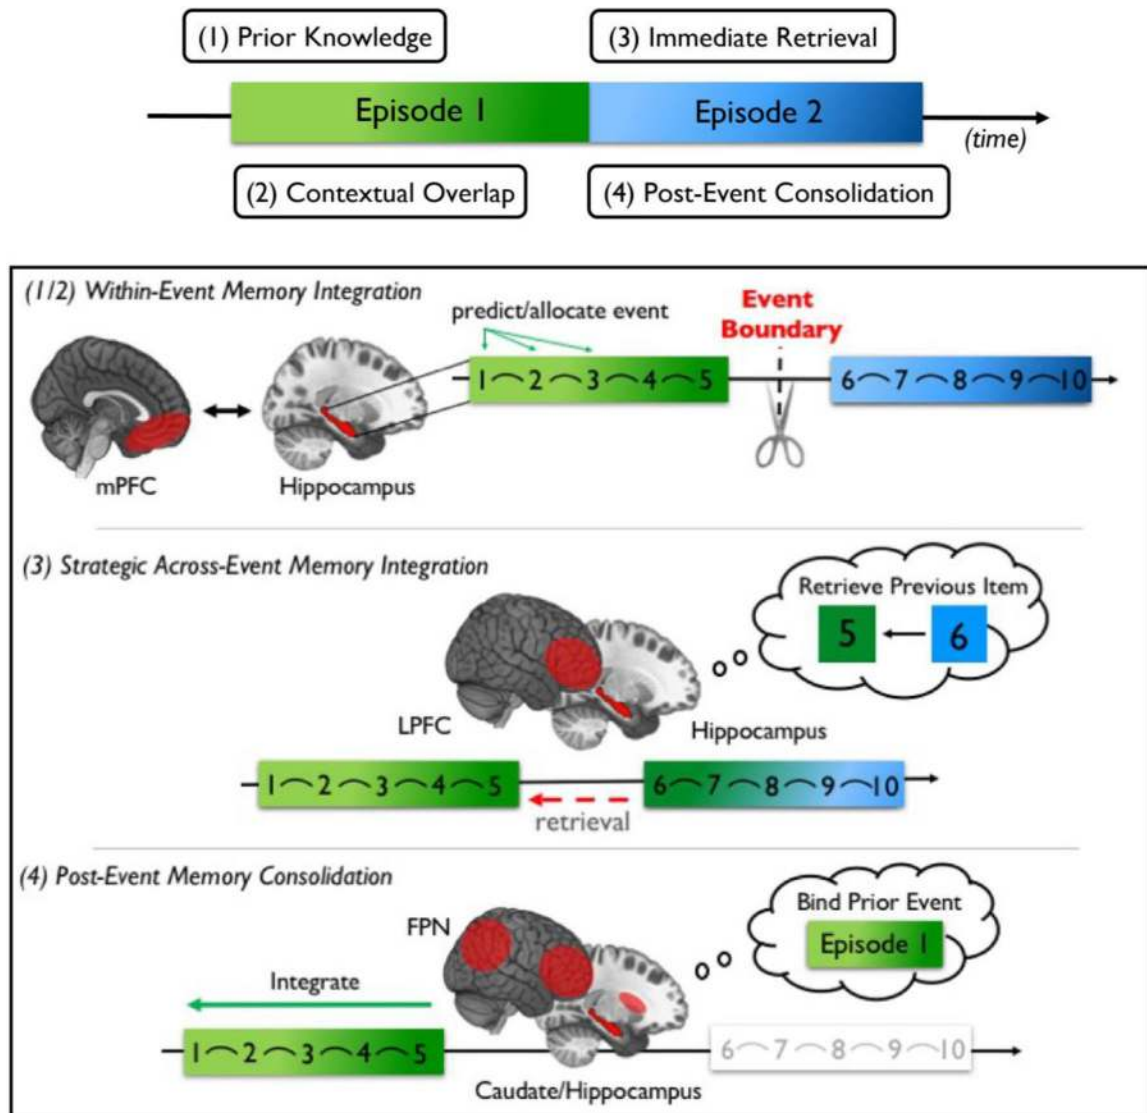 (1) Prior Knowledge
(3) Immediate Retrieval
Episode 1
Episode 2
(time)
(2) Contextual Overlap
(4) Post-Event Consolidation
(1/2) Within-Event Memory Integration
predict/allocate event
Event
Boundary
1 2 3 4 5
6 7 8 9 10
mPFC
Hippocampus
(3) Strategic Across-Event Memory Integration
Retrieve Previous Item
5
6
LPFC
Hippocampus
1 2 3 4 5
6 7 8 9 10
retrieval
(4) Post-Event Memory Consolidation
FPN
Bind Prior Event
Episode 1
Integrate
1 2 3 4 5
6 7 8 9 10
Caudate/Hippocampus